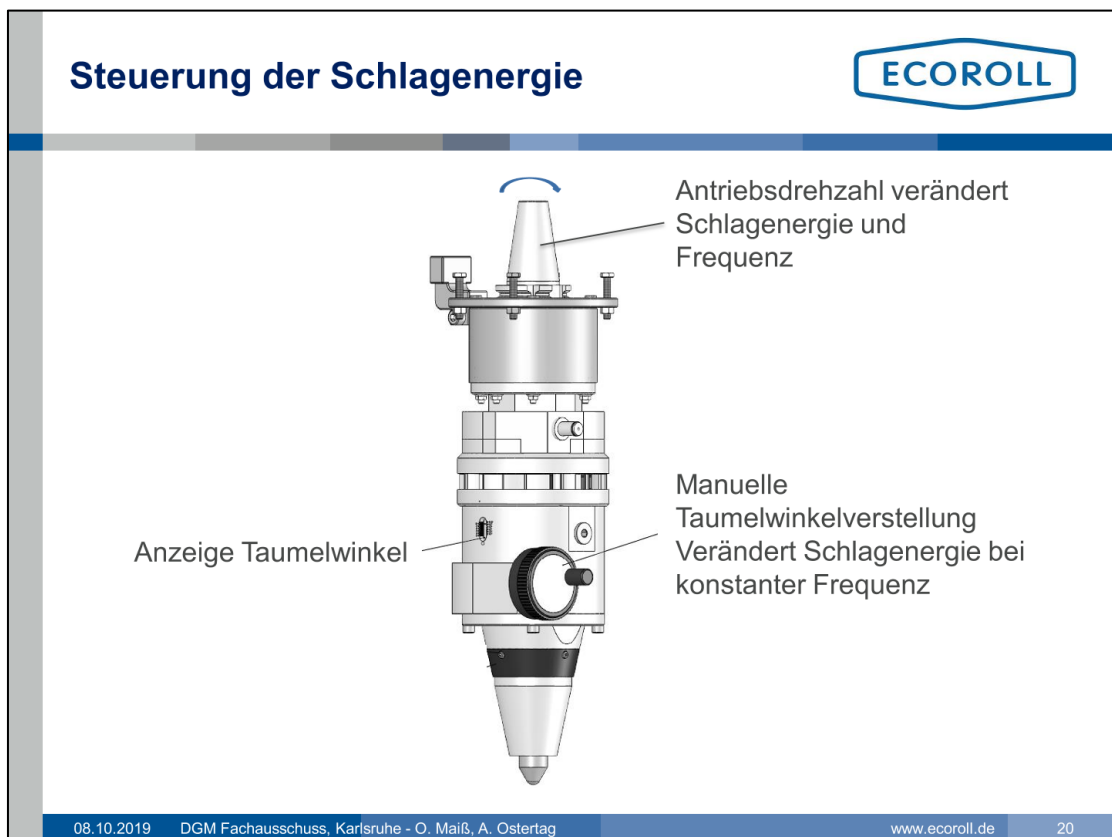 Steuerung der Schlagenergie
ECOROLL
Antriebsdrehzahl verändert
Schlagenergie und
Frequenz
Manuelle
Taumelwinkelverstellung
Verändert Schlagenergie bei
konstanter Frequenz
Anzeige Taumelwinkel
08.10.2019 DGM Fachausschuss, Karlsruhe - O. Maiß, A. Ostertag www.ecoroll.de 20